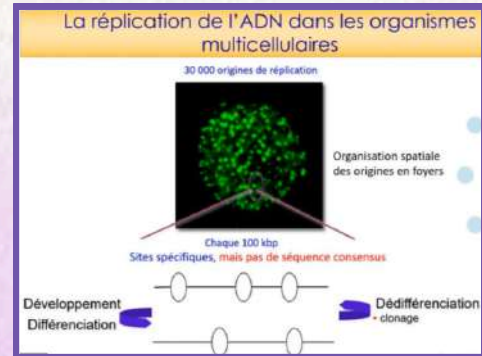 La réplication de l'ADN dans les organismes
multicellulaires
30 000 origines de réplication
Organisation spatiale
des origines en foyers
Chaque 100 kbp
Sites spécifiques, mais pas de séquence consensus
Développement
Différenciation
Dédifférenciation
• clonage